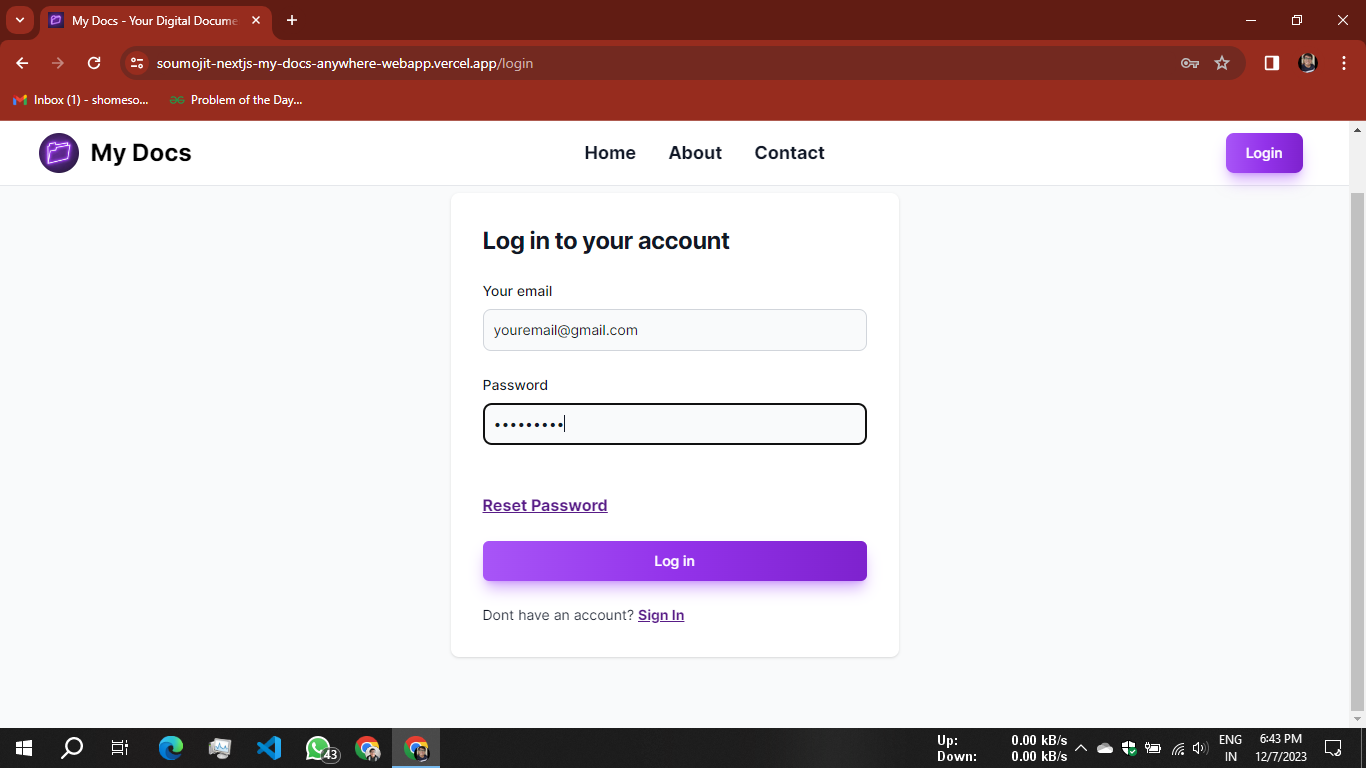 My Docs - Your Digital Docume
soumojit-nextjs-my-docs-anywhere-webapp.vercel.app/login
Inbox (1) - shomeso... Problem of the Day...
My Docs Home About Contact Login
Log in to your account
Your email
youremail@gmail.com
Password
•••••••••
Reset Password
Log in
Dont have an account? Sign In
43
Up: 0.00 kB/s
Down: 0.00 kB/s
ENG
IN
6:43 PM
12/7/2023